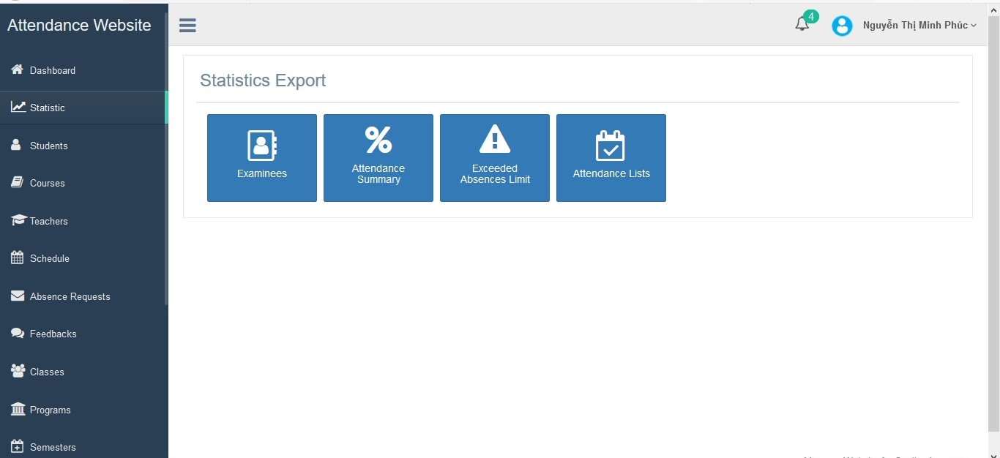 Attendance Website
4
Nguyễn Thị Minh Phúc
Dashboard
Statistic
Students
Courses
Teachers
Schedule
Absence Requests
Feedbacks
Classes
Programs
Semesters
Statistics Export
Examinees
Attendance
Summary
Exceeded
Absences Limit
Attendance Lists